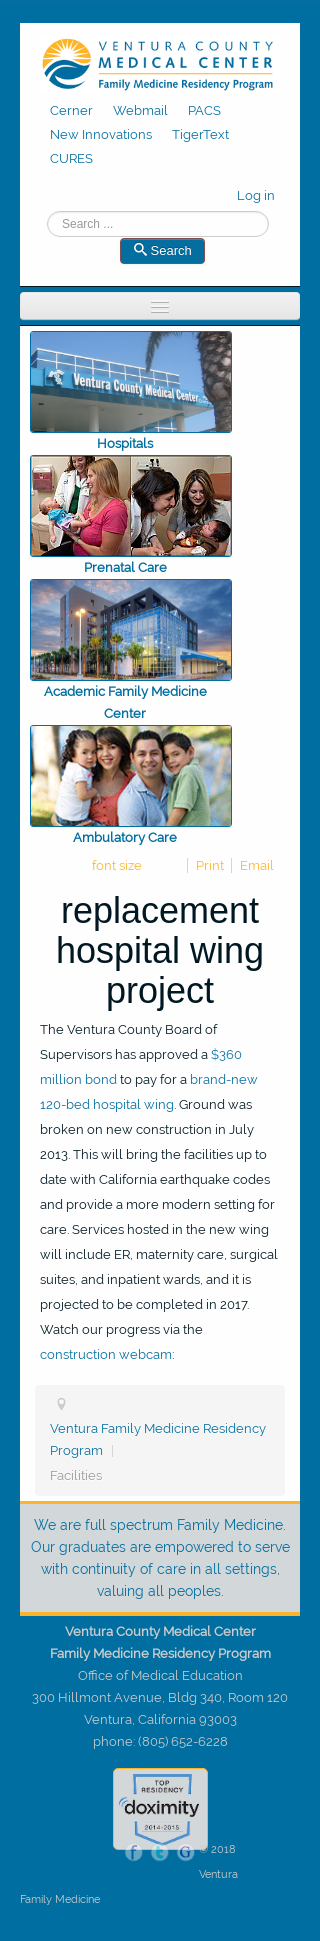 VENTURA COUNTY
MEDICAL CENTER
Family Medicine Residency Program
Cerner Webmail PACS
New Innovations TigerText
CURES
Log in
Search ...
Search
Ventura County Medical Center
Hospitals
Prenatal Care
Academic Family Medicine
Center
Ambulatory Care
font size Print Email
replacement
hospital wing
project
The Ventura County Board of
Supervisors has approved a $360
million bond to pay for a brand-new
120-bed hospital wing. Ground was
broken on new construction in July
2013. This will bring the facilities up to
date with California earthquake codes
and provide a more modern setting for
care. Services hosted in the new wing
will include ER, maternity care, surgical
suites, and inpatient wards, and it is
projected to be completed in 2017.
Watch our progress via the
construction webcam:
Ventura Family Medicine Residency
Program |
Facilities
We are full spectrum Family Medicine.
Our graduates are empowered to serve
with continuity of care in all settings,
valuing all peoples.
Ventura County Medical Center
Family Medicine Residency Program
Office of Medical Education
300 Hillmont Avenue, Bldg 340, Room 120
Ventura, California 93003
phone: (805) 652-6228
TOP
RESIDENCY
doximity
2014-2015
f t G © 2018
Ventura
Family Medicine